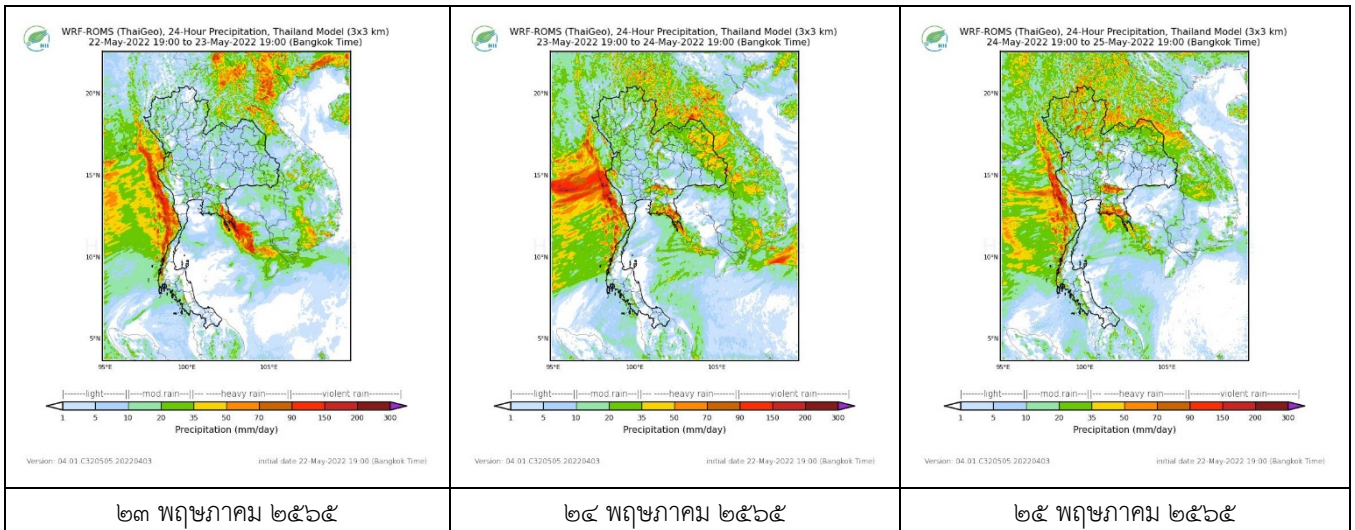 WRF-ROMS (ThaiGeo), 24-Hour Precipitation, Thailand Model (3x3 km)
22-May-2022 19:00 to 23-May-2022 19:00 (Bangkok Time)
20°N
15°N
10°N
5°N
95°E 100°E 105°E
|-------light-------||---mod.rain---||--- ----heavy rain----||-------violent rain--------|
1 5 10 20 35 50 70 90 150 200 300
Precipitation (mm/day)
Version: 04.01.C320505.20220403 initial date 22-May-2022 19:00 (Bangkok Time)
๒๓ พฤษภาคม ๒๕๖๕
WRF-ROMS (ThaiGeo), 24-Hour Precipitation, Thailand Model (3x3 km)
23-May-2022 19:00 to 24-May-2022 19:00 (Bangkok Time)
20°N
15°N
10°N
5°N
95°E 100°E 105°E
|-------light-------||---mod.rain---||--- ----heavy rain----||-------violent rain--------|
1 5 10 20 35 50 70 90 150 200 300
Precipitation (mm/day)
Version: 04.01.C320505.20220403 initial date 22-May-2022 19:00 (Bangkok Time)
๒๔ พฤษภาคม ๒๕๖๕
WRF-ROMS (ThaiGeo), 24-Hour Precipitation, Thailand Model (3x3 km)
24-May-2022 19:00 to 25-May-2022 19:00 (Bangkok Time)
20°N
15°N
10°N
5°N
95°E 100°E 105°E
|-------light-------||---mod.rain---||--- ----heavy rain----||-------violent rain--------|
1 5 10 20 35 50 70 90 150 200 300
Precipitation (mm/day)
Version: 04.01.C320505.20220403 initial date 22-May-2022 19:00 (Bangkok Time)
๒๕ พฤษภาคม ๒๕๖๕